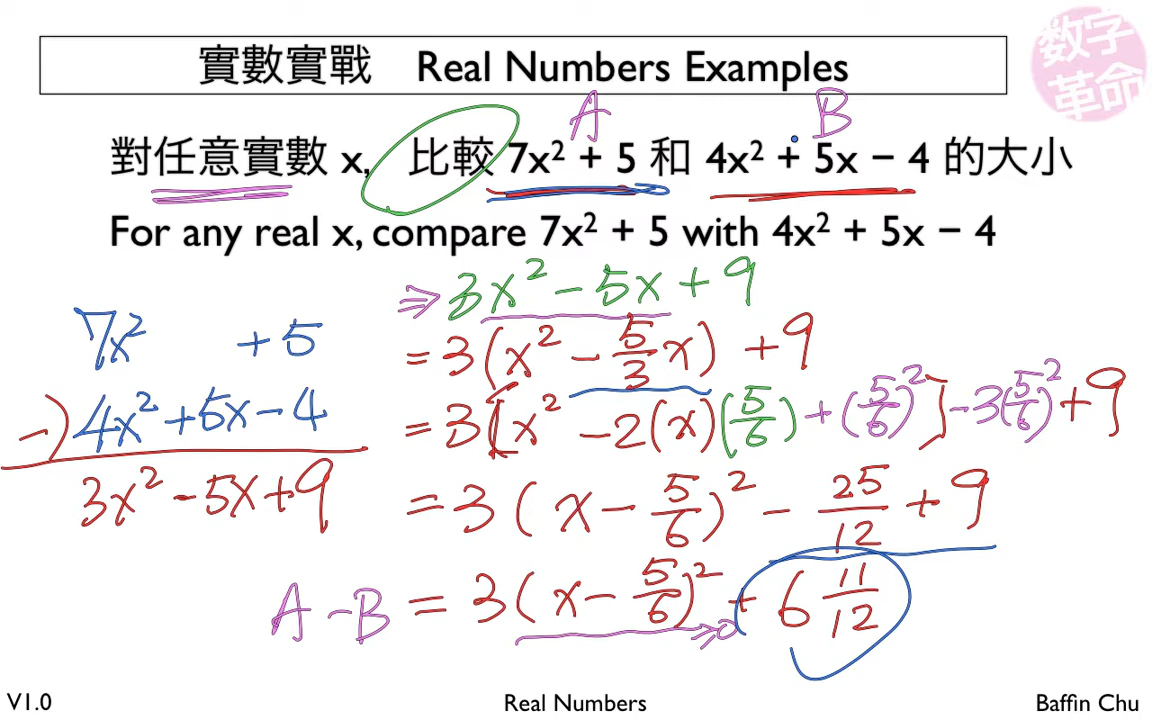 數字
革命
實數實戰 Real Numbers Examples
A B
對任意實數 x, 比較 7x² + 5 和 4x² + 5x − 4 的大小
For any real x, compare 7x² + 5 with 4x² + 5x − 4
⇒ 3x² − 5x + 9
7x² + 5
= 3(x² − 5/3 x) + 9
−) 4x² + 5x − 4
= 3[x² − 2(x)(5/6) + (5/6)²] − 3(5/6)² + 9
3x² − 5x + 9
= 3(x − 5/6)² − 25/12 + 9
A − B = 3(x − 5/6)² + 6 11/12
≥0
V1.0 Real Numbers Baffin Chu